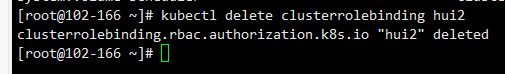 [root@102-166 ~]# kubectl delete clusterrolebinding hui2
clusterrolebinding.rbac.authorization.k8s.io "hui2" deleted
[root@102-166 ~]#